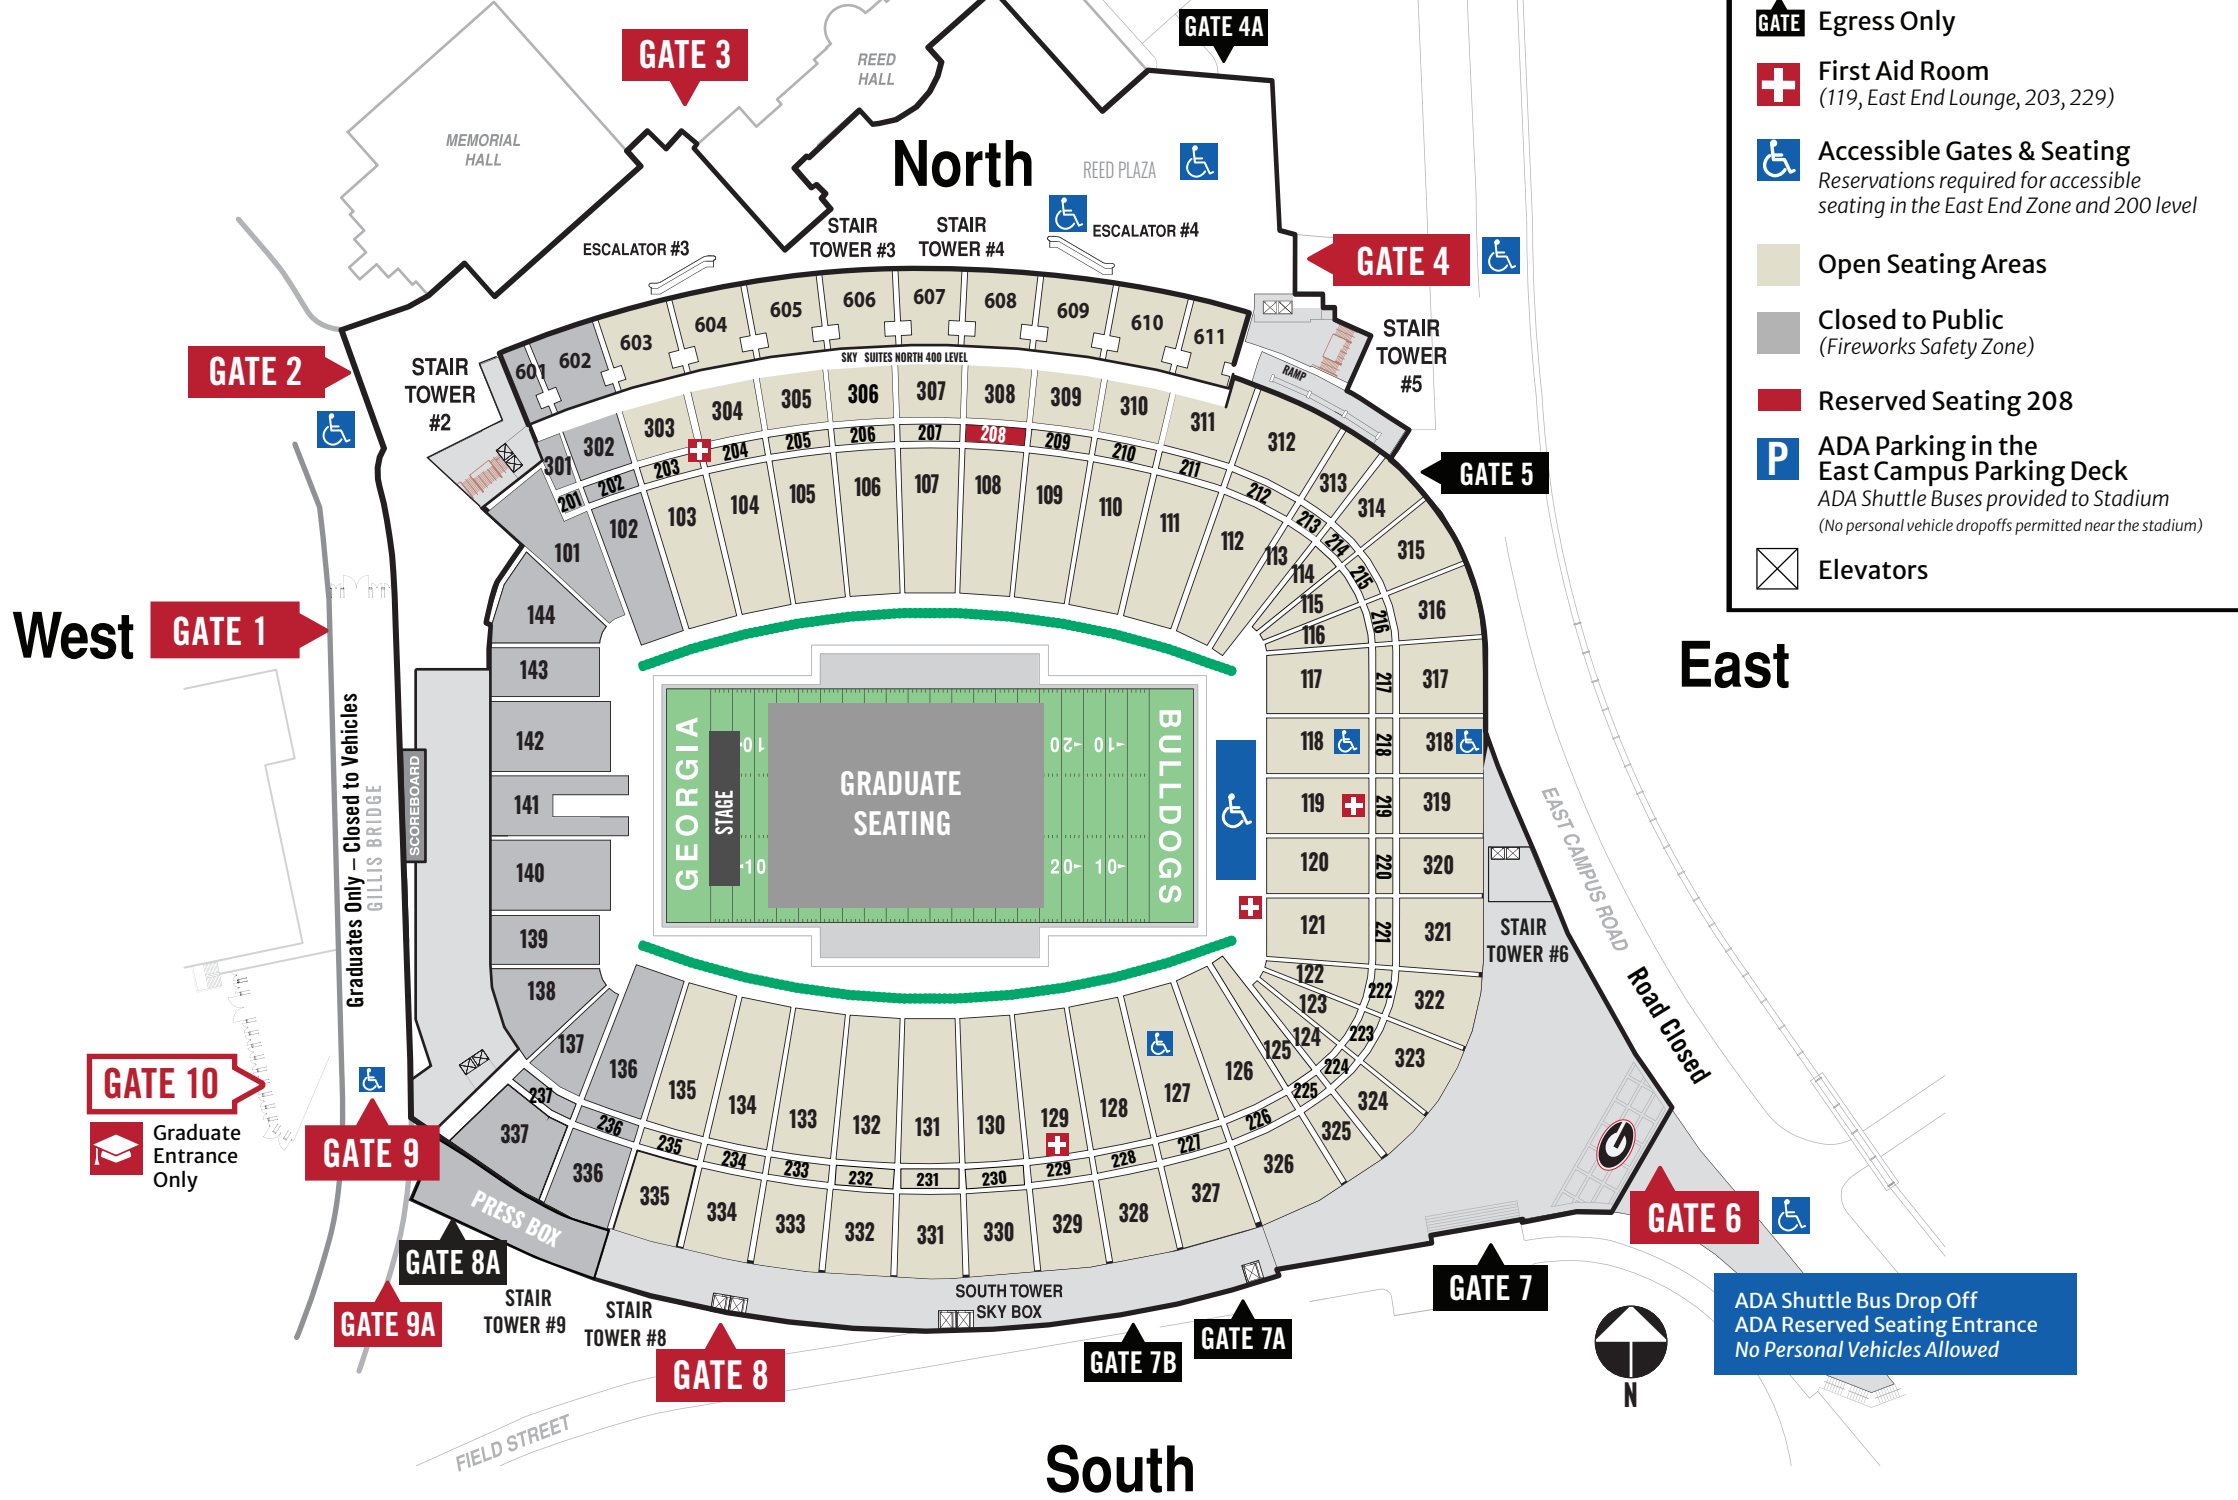 GATE 3
GATE 4A
REED
HALL
MEMORIAL
HALL
North
REED PLAZA
STAIR
TOWER #3
STAIR
TOWER #4
ESCALATOR #3
ESCALATOR #4
GATE 4
GATE Egress Only
First Aid Room
(119, East End Lounge, 203, 229)
Accessible Gates & Seating
Reservations required for accessible
seating in the East End Zone and 200 level
Open Seating Areas
Closed to Public
(Fireworks Safety Zone)
Reserved Seating 208
P ADA Parking in the
East Campus Parking Deck
ADA Shuttle Buses provided to Stadium
(No personal vehicle dropoffs permitted near the stadium)
Elevators
GATE 2
STAIR
TOWER
#2
STAIR
TOWER
#5
RAMP
GATE 5
601 602 603 604 605 606 607 608 609 610 611
SKY SUITES NORTH 400 LEVEL
301 302 303 304 305 306 307 308 309 310 311 312 313 314 315 316
201 202 203 204 205 206 207 208 209 210 211 212 213 214 215 216
101 102 103 104 105 106 107 108 109 110 111 112 113 114 115 116
West
GATE 1
East
144
143
142
141
140
139
138
137
117 217 317
118 218 318
119 219 319
120 220 320
121 221 321
SCOREBOARD
Graduates Only – Closed to Vehicles
GILLIS BRIDGE
GEORGIA
STAGE
GRADUATE
SEATING
10 20 10
10 20 10
BULLDOGS
EAST CAMPUS ROAD
Road Closed
STAIR
TOWER #6
136 135 134 133 132 131 130 129 128 127 126 125 124 123 122
237 236 235 234 233 232 231 230 229 228 227 226 225 224 223 222
337 336 335 334 333 332 331 330 329 328 327 326 325 324 323 322
GATE 10
Graduate
Entrance
Only
GATE 9
PRESS BOX
GATE 8A
GATE 9A
STAIR
TOWER #9
STAIR
TOWER #8
GATE 8
SOUTH TOWER
SKY BOX
GATE 7B
GATE 7A
GATE 7
G
GATE 6
ADA Shuttle Bus Drop Off
ADA Reserved Seating Entrance
No Personal Vehicles Allowed
N
FIELD STREET
South